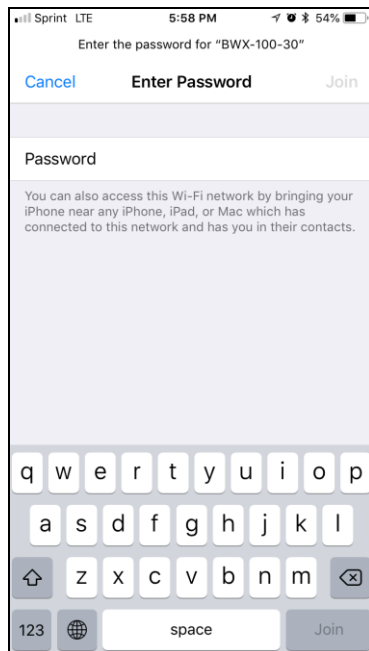 Sprint LTE 5:58 PM 54%
Enter the password for “BWX-100-30”
Cancel Enter Password Join
Password
You can also access this Wi-Fi network by bringing your
iPhone near any iPhone, iPad, or Mac which has
connected to this network and has you in their contacts.
q w e r t y u i o p
a s d f g h j k l
z x c v b n m
123 space Join